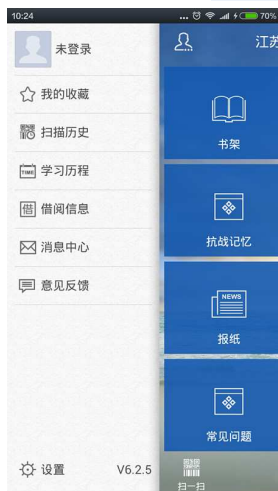 10:24
... 70%
未登录
江苏
我的收藏
扫描历史
TIME
学习历程
借
借阅信息
消息中心
意见反馈
设置
V6.2.5
书架
抗战记忆
NEWS
报纸
常见问题
扫一扫